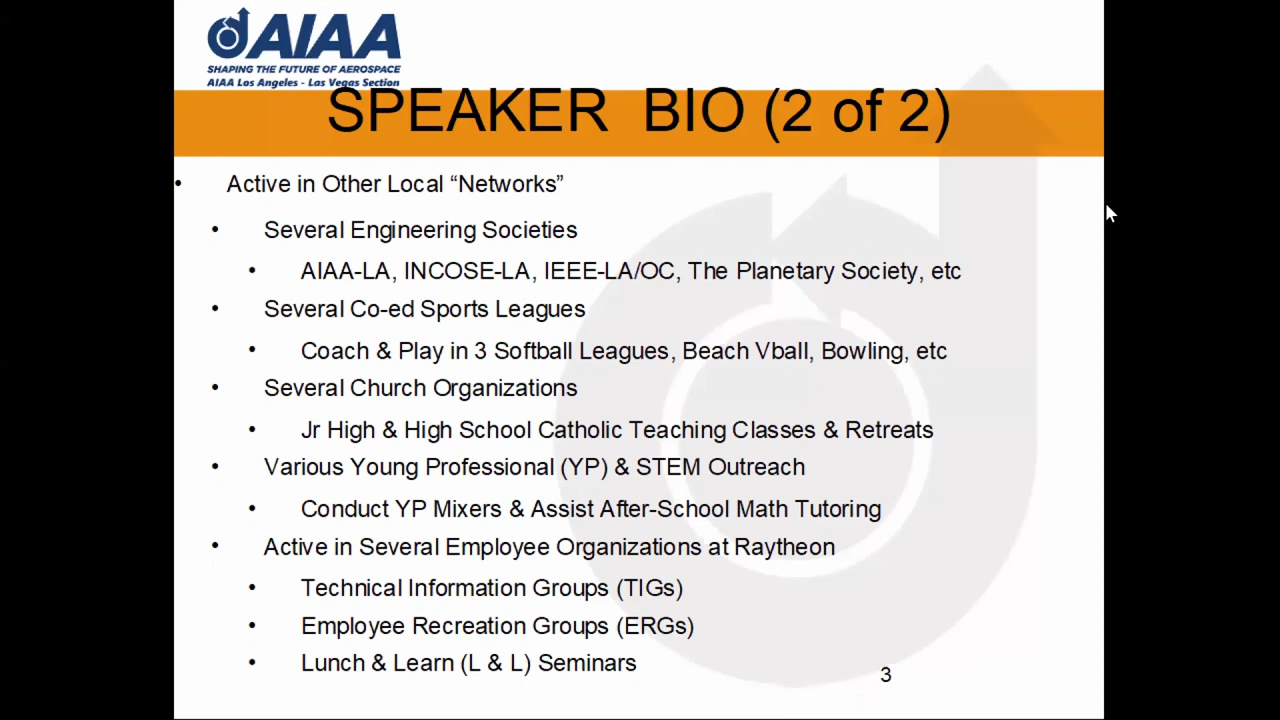 AIAA
SHAPING THE FUTURE OF AEROSPACE
AIAA Los Angeles - Las Vegas Section
SPEAKER BIO (2 of 2)
• Active in Other Local “Networks”
• Several Engineering Societies
• AIAA-LA, INCOSE-LA, IEEE-LA/OC, The Planetary Society, etc
• Several Co-ed Sports Leagues
• Coach & Play in 3 Softball Leagues, Beach Vball, Bowling, etc
• Several Church Organizations
• Jr High & High School Catholic Teaching Classes & Retreats
• Various Young Professional (YP) & STEM Outreach
• Conduct YP Mixers & Assist After-School Math Tutoring
• Active in Several Employee Organizations at Raytheon
• Technical Information Groups (TIGs)
• Employee Recreation Groups (ERGs)
• Lunch & Learn (L & L) Seminars
3